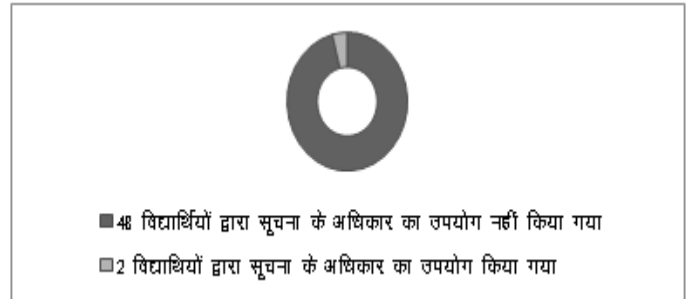 48 विद्यार्थियों द्वारा सूचना के अधिकार का उपयोग नहीं किया गया
2 विद्याथियों द्वारा सूचना के अधिकार का उपयोग किया गया